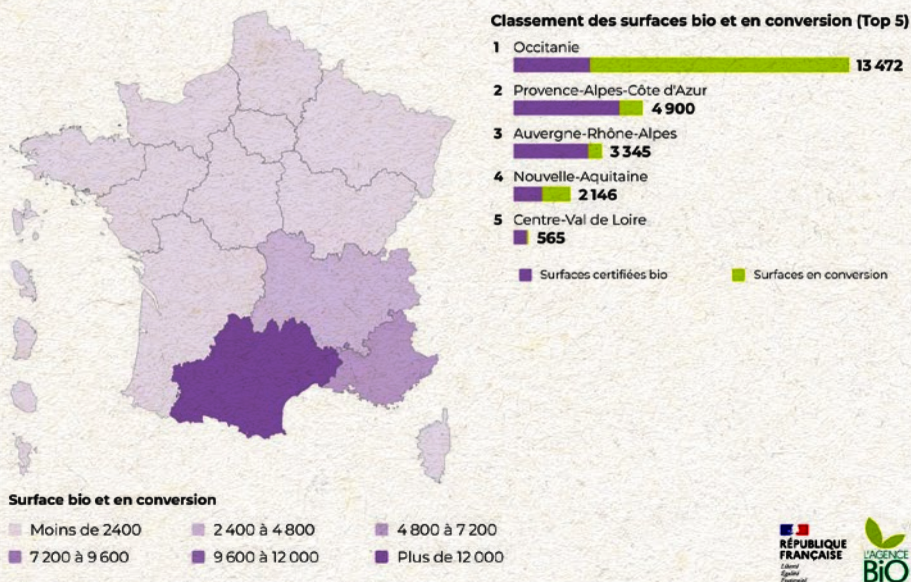 Classement des surfaces bio et en conversion (Top 5)
1 Occitanie
13 472
2 Provence-Alpes-Côte d'Azur
4 900
3 Auvergne-Rhône-Alpes
3 345
4 Nouvelle-Aquitaine
2 146
5 Centre-Val de Loire
565
Surfaces certifiées bio
Surfaces en conversion
Surface bio et en conversion
Moins de 2400
2 400 à 4 800
4 800 à 7 200
7 200 à 9 600
9 600 à 12 000
Plus de 12 000
RÉPUBLIQUE
FRANÇAISE
Liberté
Égalité
Fraternité
L'AGENCE
BiO